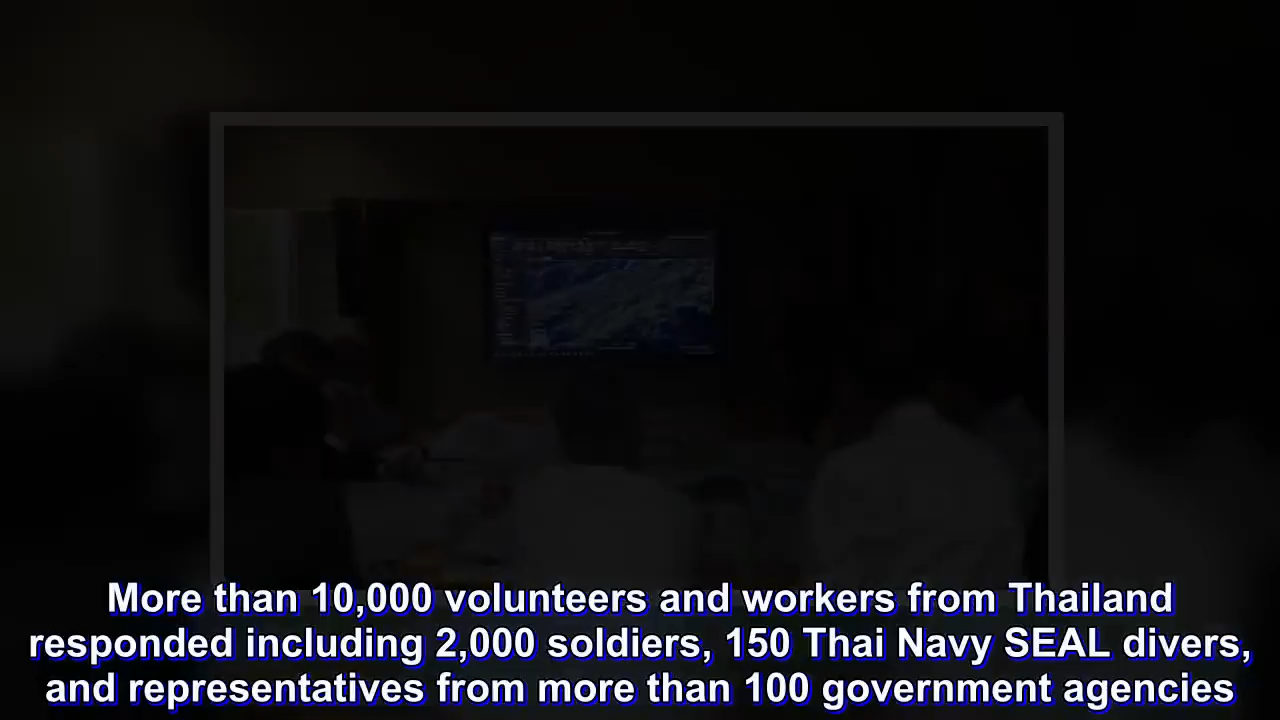 More than 10,000 volunteers and workers from Thailand
responded including 2,000 soldiers, 150 Thai Navy SEAL divers,
and representatives from more than 100 government agencies